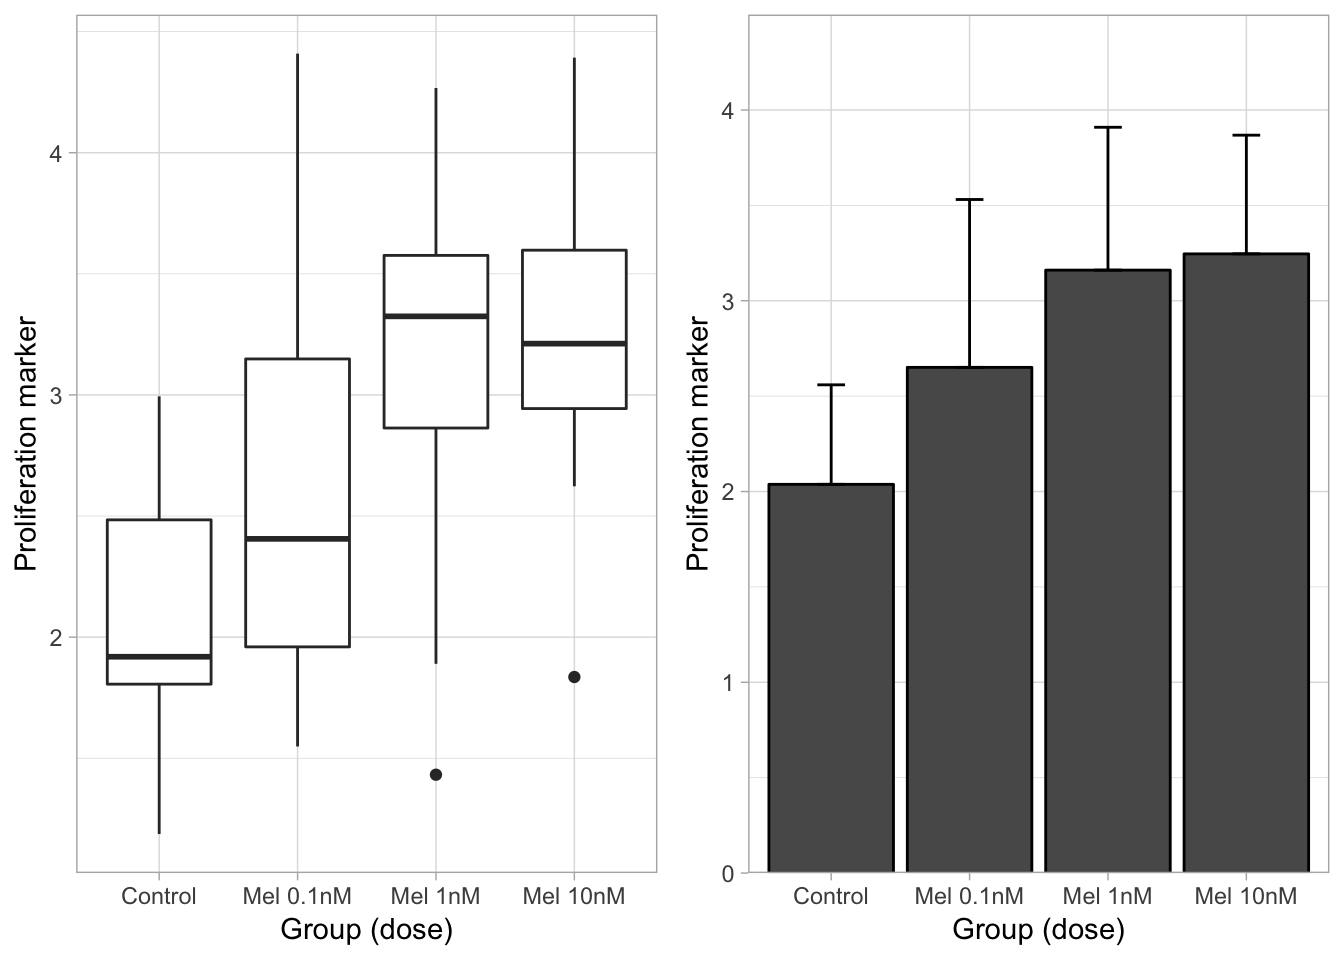 Proliferation marker
4
3
2
Control Mel 0.1nM Mel 1nM Mel 10nM
Group (dose)
Proliferation marker
4
3
2
1
0
Control Mel 0.1nM Mel 1nM Mel 10nM
Group (dose)